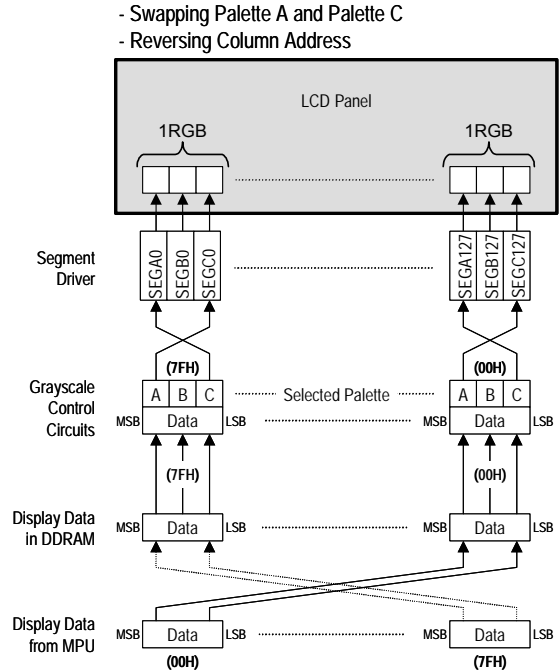 - Swapping Palette A and Palette C
- Reversing Column Address
LCD Panel
1RGB 1RGB
Segment Driver
SEGA0 SEGB0 SEGC0 SEGA127 SEGB127 SEGC127
(7FH) (00H)
Grayscale Control Circuits
A B C Selected Palette A B C
MSB Data LSB MSB Data LSB
(7FH) (00H)
Display Data in DDRAM
MSB Data LSB MSB Data LSB
Display Data from MPU
MSB Data LSB MSB Data LSB
(00H) (7FH)